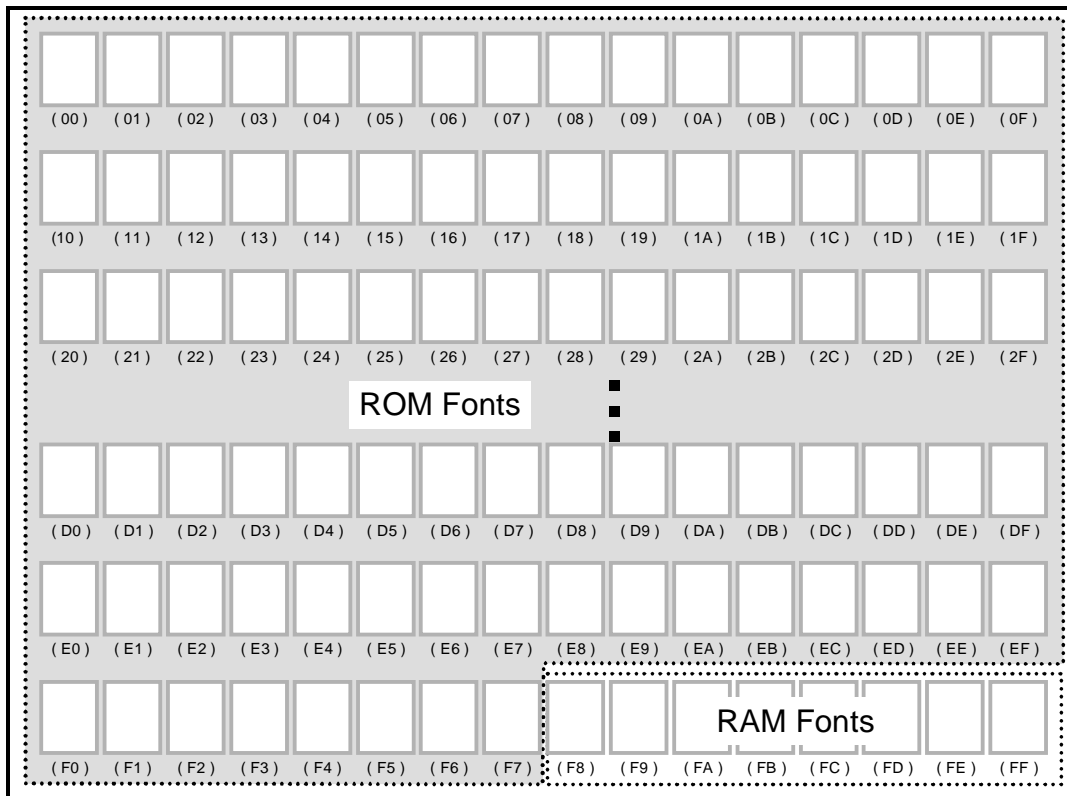 ( 00 ) ( 01 ) ( 02 ) ( 03 ) ( 04 ) ( 05 ) ( 06 ) ( 07 ) ( 08 ) ( 09 ) ( 0A ) ( 0B ) ( 0C ) ( 0D ) ( 0E ) ( 0F )
(10 ) ( 11 ) ( 12 ) ( 13 ) ( 14 ) ( 15 ) ( 16 ) ( 17 ) ( 18 ) ( 19 ) ( 1A ) ( 1B ) ( 1C ) ( 1D ) ( 1E ) ( 1F )
( 20 ) ( 21 ) ( 22 ) ( 23 ) ( 24 ) ( 25 ) ( 26 ) ( 27 ) ( 28 ) ( 29 ) ( 2A ) ( 2B ) ( 2C ) ( 2D ) ( 2E ) ( 2F )
ROM Fonts
( D0 ) ( D1 ) ( D2 ) ( D3 ) ( D4 ) ( D5 ) ( D6 ) ( D7 ) ( D8 ) ( D9 ) ( DA ) ( DB ) ( DC ) ( DD ) ( DE ) ( DF )
( E0 ) ( E1 ) ( E2 ) ( E3 ) ( E4 ) ( E5 ) ( E6 ) ( E7 ) ( E8 ) ( E9 ) ( EA ) ( EB ) ( EC ) ( ED ) ( EE ) ( EF )
RAM Fonts
( F0 ) ( F1 ) ( F2 ) ( F3 ) ( F4 ) ( F5 ) ( F6 ) ( F7 ) ( F8 ) ( F9 ) ( FA ) ( FB ) ( FC ) ( FD ) ( FE ) ( FF )